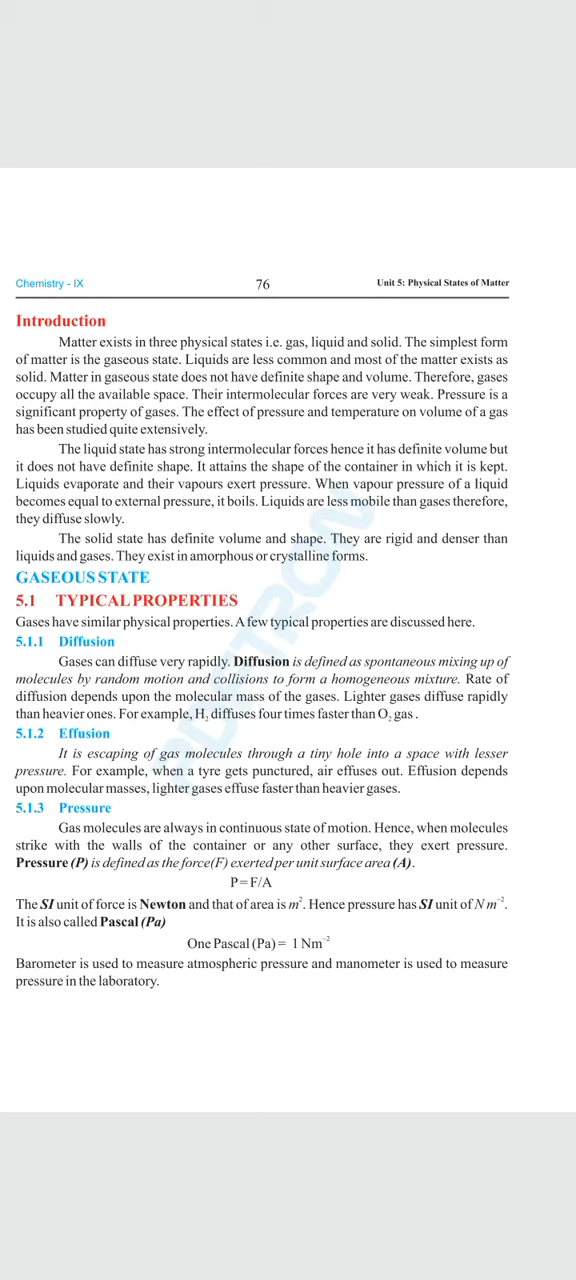 Chemistry - IX 76 Unit 5: Physical States of Matter
Introduction
Matter exists in three physical states i.e. gas, liquid and solid. The simplest form
of matter is the gaseous state. Liquids are less common and most of the matter exists as
solid. Matter in gaseous state does not have definite shape and volume. Therefore, gases
occupy all the available space. Their intermolecular forces are very weak. Pressure is a
significant property of gases. The effect of pressure and temperature on volume of a gas
has been studied quite extensively.
The liquid state has strong intermolecular forces hence it has definite volume but
it does not have definite shape. It attains the shape of the container in which it is kept.
Liquids evaporate and their vapours exert pressure. When vapour pressure of a liquid
becomes equal to external pressure, it boils. Liquids are less mobile than gases therefore,
they diffuse slowly.
The solid state has definite volume and shape. They are rigid and denser than
liquids and gases. They exist in amorphous or crystalline forms.
GASEOUS STATE
5.1 TYPICAL PROPERTIES
Gases have similar physical properties. A few typical properties are discussed here.
5.1.1 Diffusion
Gases can diffuse very rapidly. Diffusion is defined as spontaneous mixing up of
molecules by random motion and collisions to form a homogeneous mixture. Rate of
diffusion depends upon the molecular mass of the gases. Lighter gases diffuse rapidly
than heavier ones. For example, H₂ diffuses four times faster than O₂ gas .
5.1.2 Effusion
It is escaping of gas molecules through a tiny hole into a space with lesser
pressure. For example, when a tyre gets punctured, air effuses out. Effusion depends
upon molecular masses, lighter gases effuse faster than heavier gases.
5.1.3 Pressure
Gas molecules are always in continuous state of motion. Hence, when molecules
strike with the walls of the container or any other surface, they exert pressure.
Pressure (P) is defined as the force(F) exerted per unit surface area (A).
P = F/A
The SI unit of force is Newton and that of area is m². Hence pressure has SI unit of N m⁻².
It is also called Pascal (Pa)
One Pascal (Pa) = 1 Nm⁻²
Barometer is used to measure atmospheric pressure and manometer is used to measure
pressure in the laboratory.